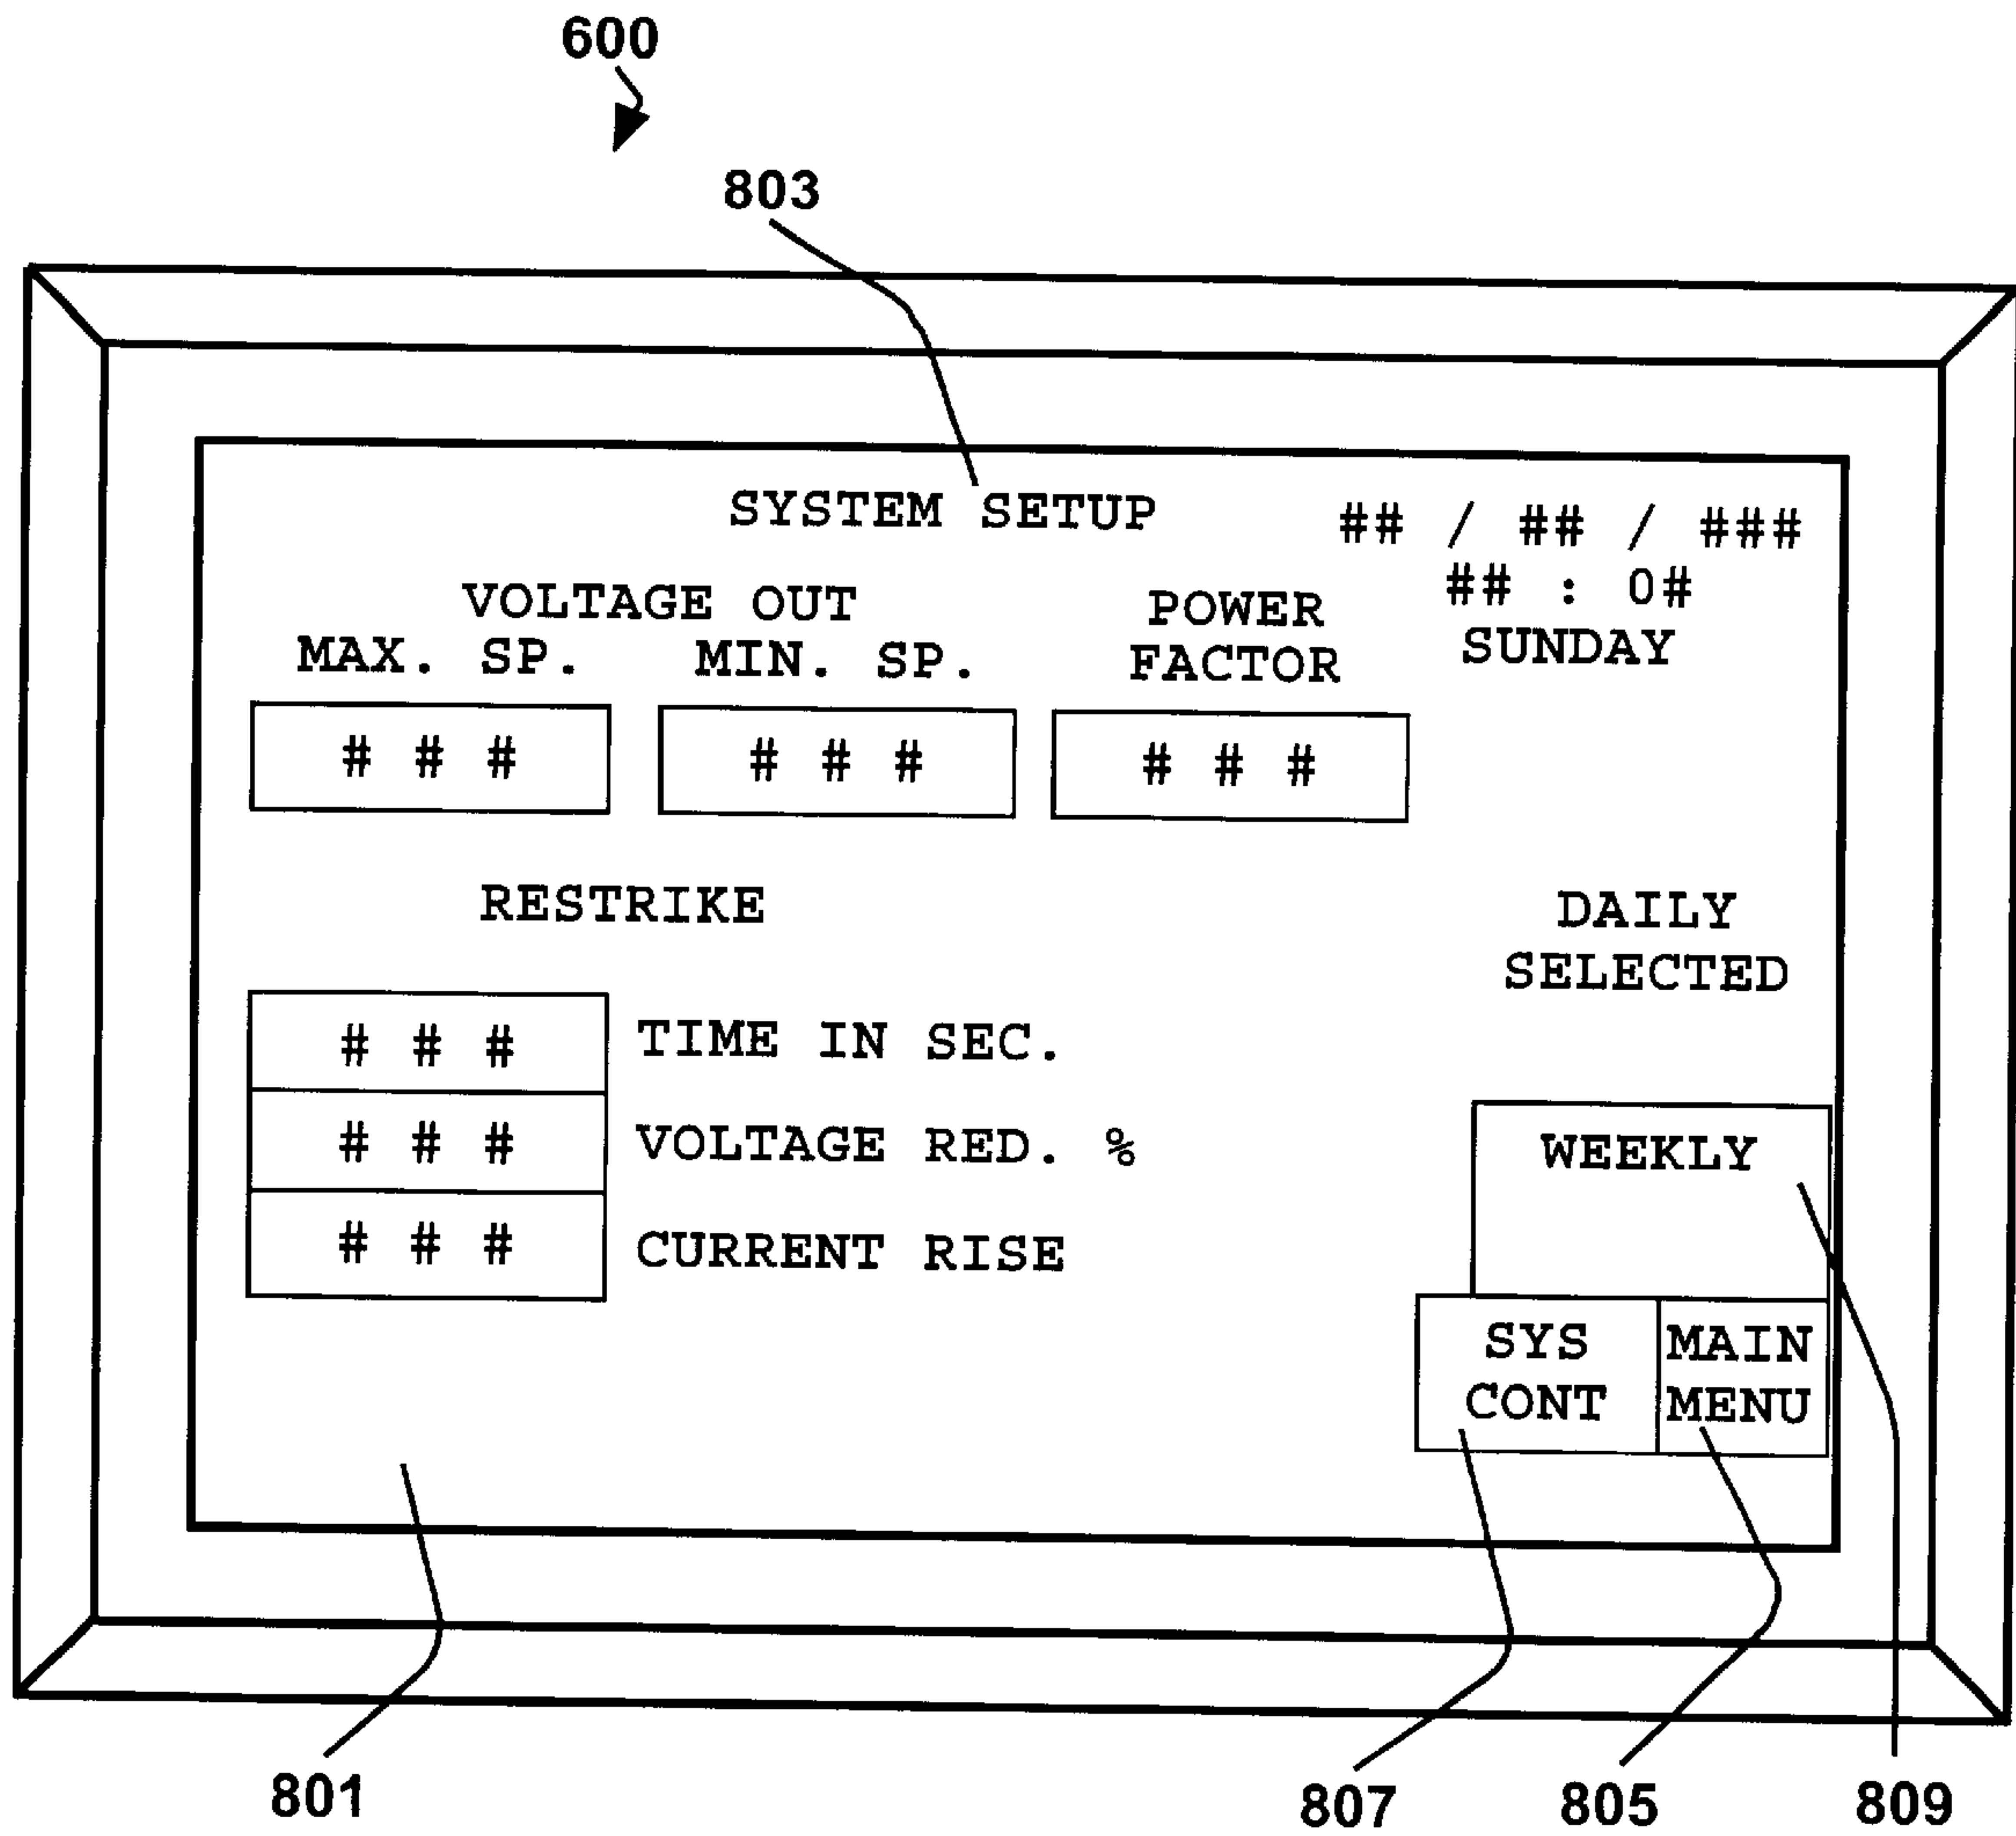 600
803
SYSTEM SETUP
## / ## / ###
## : 0#
SUNDAY
VOLTAGE OUT
MAX. SP.
MIN. SP.
POWER
FACTOR
# # #
# # #
# # #
RESTRIKE
DAILY
SELECTED
# # # TIME IN SEC.
# # # VOLTAGE RED. %
# # # CURRENT RISE
WEEKLY
SYS
CONT
MAIN
MENU
801
807
805
809